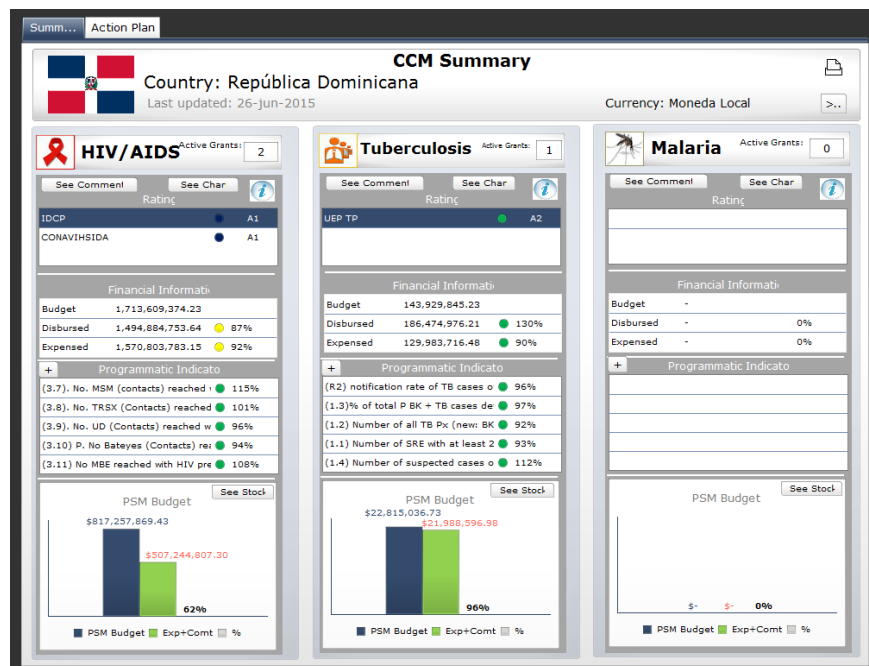 Summ...
Action Plan
CCM Summary
Country: República Dominicana
Last updated: 26-jun-2015
Currency: Moneda Local
>..
HIV/AIDS
Active Grants:
2
See Comment
See Char
Rating
IDCP A1
CONAVIHSIDA A1
Financial Informati
Budget 1,713,609,374.23
Disbursed 1,494,884,753.64 87%
Expensed 1,570,803,783.15 92%
+ Programmatic Indicato
(3.7). No. MSM (contacts) reached 115%
(3.8). No. TRSX (Contacts) reached 101%
(3.9). No. UD (Contacts) reached w 96%
(3.10) P. No Bateyes (Contacts) rea 94%
(3.11) No MBE reached with HIV pre 108%
See Stock
PSM Budget
$817,257,869.43
$507,244,807.30
62%
PSM Budget Exp+Comt %
Tuberculosis
Active Grants:
1
See Comment
See Char
Rating
UEP TP A2
Financial Informati
Budget 143,929,845.23
Disbursed 186,474,976.21 130%
Expensed 129,983,716.48 90%
+ Programmatic Indicato
(R2) notification rate of TB cases o 96%
(1.3)% of total P BK + TB cases de 97%
(1.2) Number of all TB Px (new: BK 92%
(1.1) Number of SRE with at least 2 93%
(1.4) Number of suspected cases o 112%
See Stock
PSM Budget
$22,815,036.73
$21,988,596.98
96%
PSM Budget Exp+Comt %
Malaria
Active Grants:
0
See Comment
See Char
Rating
Financial Informati
Budget -
Disbursed - 0%
Expensed - 0%
+ Programmatic Indicato
See Stock
PSM Budget
$- $- 0%
PSM Budget Exp+Comt %